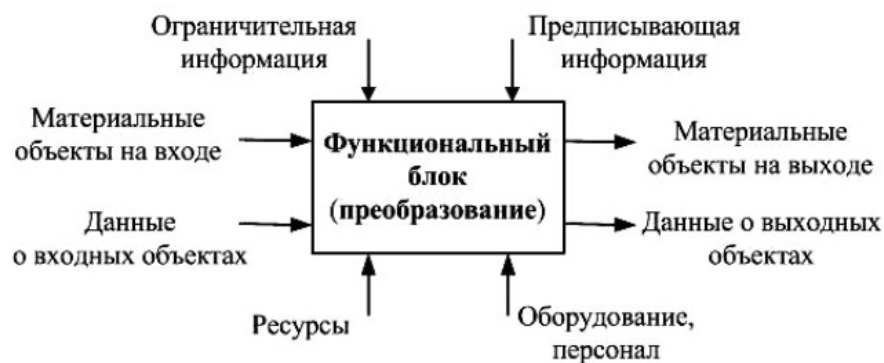 Ограничительная
информация
Предписывающая
информация
Материальные
объекты на входе
Функциональный
блок
(преобразование)
Материальные
объекты на выходе
Данные
о входных объектах
Данные о выходных
объектах
Ресурсы
Оборудование,
персонал